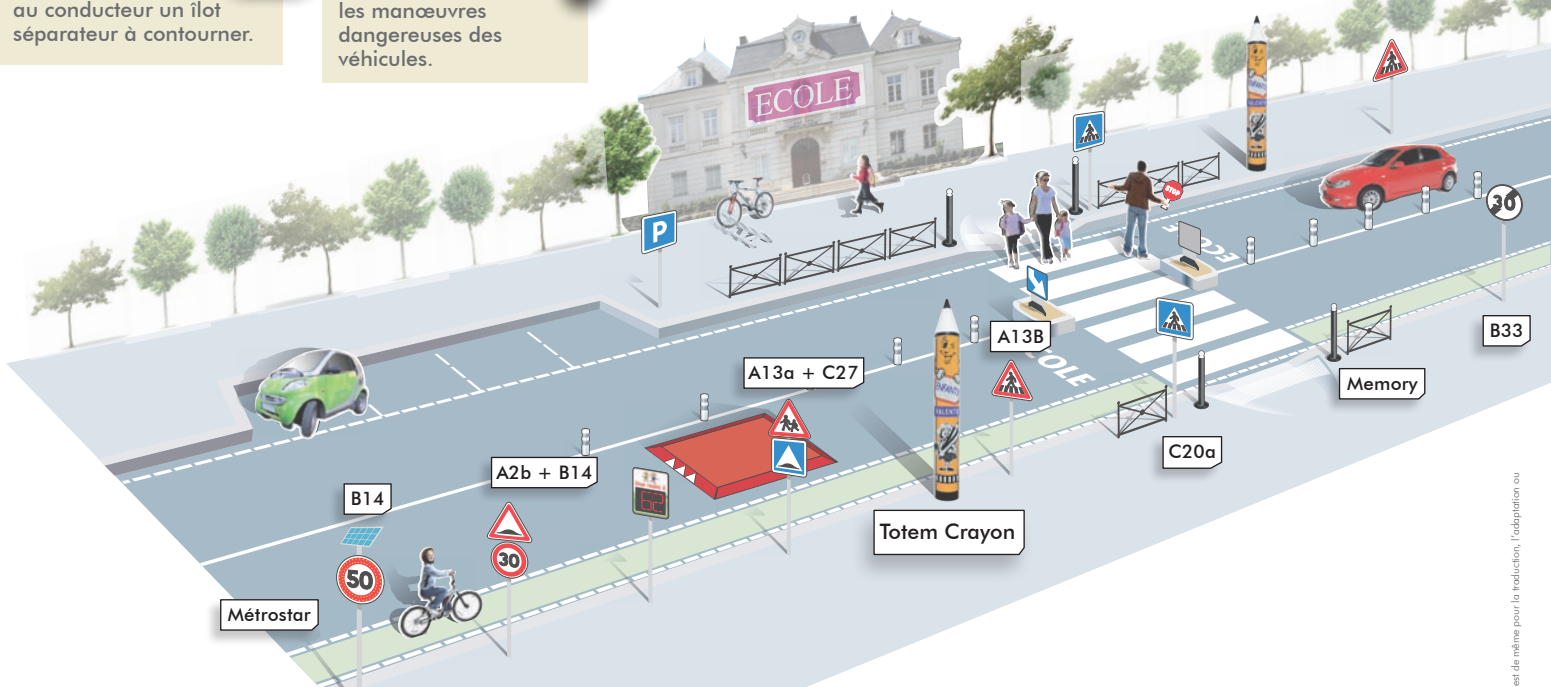 au conducteur un îlot
séparateur à contourner.
les manœuvres
dangereuses des
véhicules.
ECOLE
P
STOP
ENFANTS
30
ECOLE
B33
A13B
ECOLE
Memory
A13a + C27
ENFANTS
C20a
A2b + B14
B14
Totem Crayon
30
50
Métrostar
est de même pour la traduction, l'adaptation ou